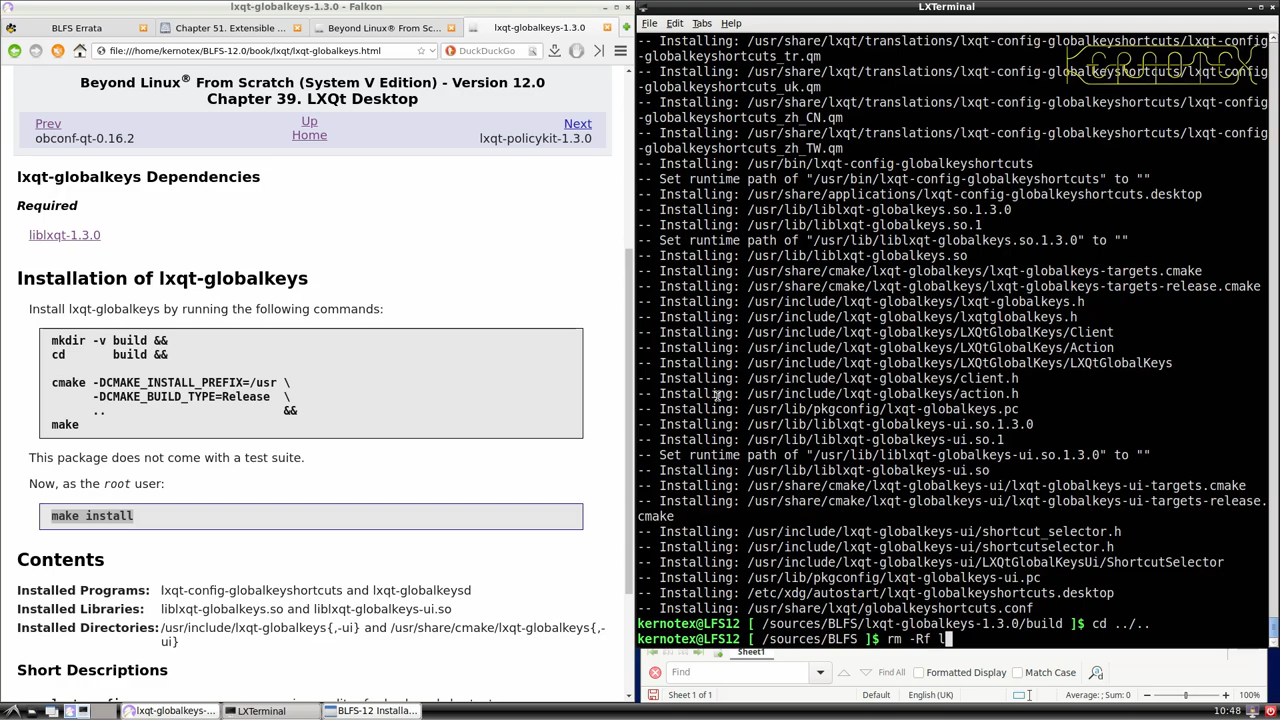 lxqt-globalkeys-1.3.0 - Falkon
BLFS Errata
Chapter 51. Extensible
Beyond Linux® From Sc
lxqt-globalkeys-1.3.0
file:///home/kernotex/BLFS-12.0/book/lxqt/lxqt-globalkeys.html
DuckDuckGo
Beyond Linux® From Scratch (System V Edition) - Version 12.0
Chapter 39. LXQt Desktop
Prev
Up
Next
obconf-qt-0.16.2
Home
lxqt-policykit-1.3.0
lxqt-globalkeys Dependencies
Required
liblxqt-1.3.0
Installation of lxqt-globalkeys
Install lxqt-globalkeys by running the following commands:
mkdir -v build &&
cd       build &&
cmake -DCMAKE_INSTALL_PREFIX=/usr \
-DCMAKE_BUILD_TYPE=Release  \
..                          &&
make
This package does not come with a test suite.
Now, as the root user:
make install
Contents
Installed Programs: lxqt-config-globalkeyshortcuts and lxqt-globalkeysd
Installed Libraries: liblxqt-globalkeys.so and liblxqt-globalkeys-ui.so
Installed Directories: /usr/include/lxqt-globalkeys{,-ui} and /usr/share/cmake/lxqt-globalkeys{,-
ui}
Short Descriptions
LXTerminal
File Edit Tabs Help
KERNOTEX
-- Installing: /usr/share/lxqt/translations/lxqt-config-globalkeyshortcuts/lxqt-config
-globalkeyshortcuts_tr.qm
-- Installing: /usr/share/lxqt/translations/lxqt-config-globalkeyshortcuts/lxqt-config
-globalkeyshortcuts_uk.qm
-- Installing: /usr/share/lxqt/translations/lxqt-config-globalkeyshortcuts/lxqt-config
-globalkeyshortcuts_zh_CN.qm
-- Installing: /usr/share/lxqt/translations/lxqt-config-globalkeyshortcuts/lxqt-config
-globalkeyshortcuts_zh_TW.qm
-- Installing: /usr/bin/lxqt-config-globalkeyshortcuts
-- Set runtime path of "/usr/bin/lxqt-config-globalkeyshortcuts" to ""
-- Installing: /usr/share/applications/lxqt-config-globalkeyshortcuts.desktop
-- Installing: /usr/lib/liblxqt-globalkeys.so.1.3.0
-- Installing: /usr/lib/liblxqt-globalkeys.so.1
-- Set runtime path of "/usr/lib/liblxqt-globalkeys.so.1.3.0" to ""
-- Installing: /usr/lib/liblxqt-globalkeys.so
-- Installing: /usr/share/cmake/lxqt-globalkeys/lxqt-globalkeys-targets.cmake
-- Installing: /usr/share/cmake/lxqt-globalkeys/lxqt-globalkeys-targets-release.cmake
-- Installing: /usr/include/lxqt-globalkeys/lxqt-globalkeys.h
-- Installing: /usr/include/lxqt-globalkeys/lxqtglobalkeys.h
-- Installing: /usr/include/lxqt-globalkeys/LXQtGlobalKeys/Client
-- Installing: /usr/include/lxqt-globalkeys/LXQtGlobalKeys/Action
-- Installing: /usr/include/lxqt-globalkeys/LXQtGlobalKeys/LXQtGlobalKeys
-- Installing: /usr/include/lxqt-globalkeys/client.h
-- Installing: /usr/include/lxqt-globalkeys/action.h
-- Installing: /usr/lib/pkgconfig/lxqt-globalkeys.pc
-- Installing: /usr/lib/liblxqt-globalkeys-ui.so.1.3.0
-- Installing: /usr/lib/liblxqt-globalkeys-ui.so.1
-- Set runtime path of "/usr/lib/liblxqt-globalkeys-ui.so.1.3.0" to ""
-- Installing: /usr/lib/liblxqt-globalkeys-ui.so
-- Installing: /usr/share/cmake/lxqt-globalkeys-ui/lxqt-globalkeys-ui-targets.cmake
-- Installing: /usr/share/cmake/lxqt-globalkeys-ui/lxqt-globalkeys-ui-targets-release.
cmake
-- Installing: /usr/include/lxqt-globalkeys-ui/shortcut_selector.h
-- Installing: /usr/include/lxqt-globalkeys-ui/shortcutselector.h
-- Installing: /usr/include/lxqt-globalkeys-ui/LXQtGlobalKeysUi/ShortcutSelector
-- Installing: /usr/lib/pkgconfig/lxqt-globalkeys-ui.pc
-- Installing: /etc/xdg/autostart/lxqt-globalkeys.desktop
-- Installing: /usr/share/lxqt/globalkeyshortcuts.conf
kernotex@LFS12 [ /sources/BLFS/lxqt-globalkeys-1.3.0/build ]$ cd ../..
kernotex@LFS12 [ /sources/BLFS ]$ rm -Rf l
Sheet1
Find
Find All
Formatted Display
Match Case
Sheet 1 of 1
Default
English (UK)
Average: ; Sum: 0
100%
lxqt-globalkeys-...
LXTerminal
BLFS-12 Installa...
10:48